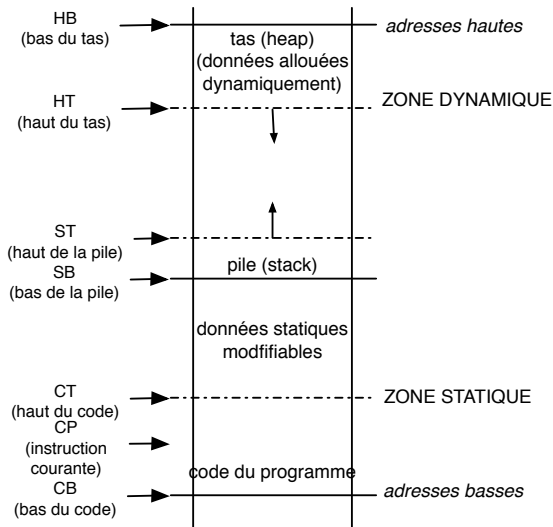 HB
(bas du tas)
adresses hautes
tas (heap)
(données allouées
dynamiquement)
HT
(haut du tas)
ZONE DYNAMIQUE
ST
(haut de la pile)
SB
(bas de la pile)
pile (stack)
données statiques
modfifiables
CT
(haut du code)
ZONE STATIQUE
CP
(instruction
courante)
code du programme
CB
(bas du code)
adresses basses